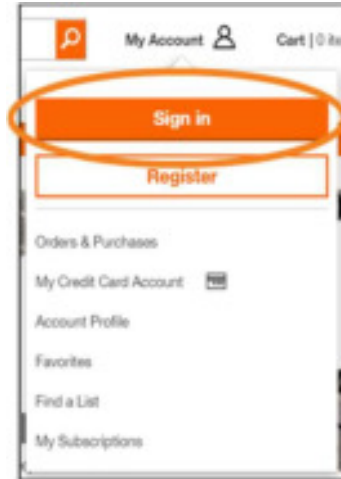 My Account Cart | 0 ite
Sign in
Register
Orders & Purchases
My Credit Card Account
Account Profile
Favorites
Find a List
My Subscriptions